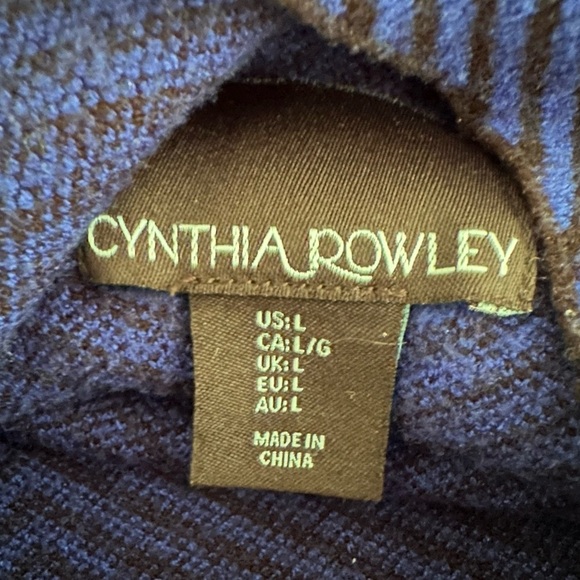 CYNTHIA ROWLEY
US: L
CA: L/G
UK: L
EU: L
AU: L
MADE IN
CHINA